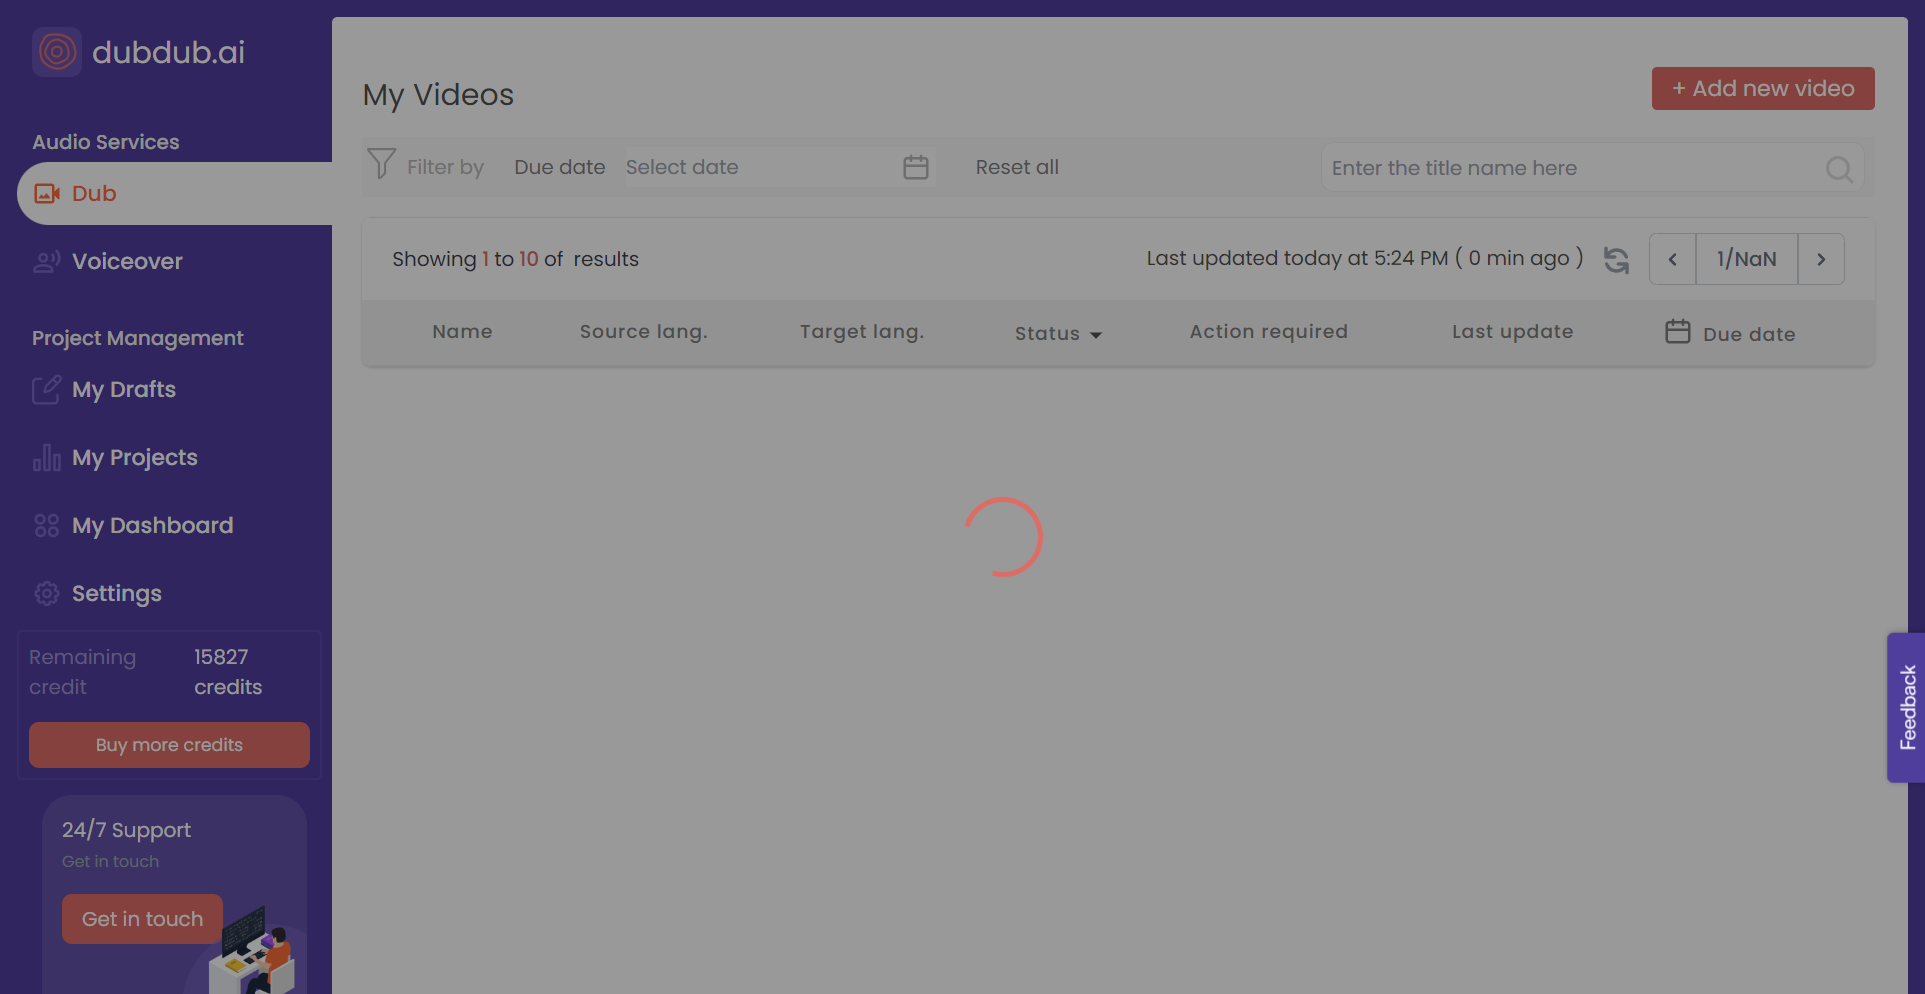 dubdub.ai
Audio Services
Dub
Voiceover
Project Management
My Drafts
My Projects
My Dashboard
Settings
Remaining credit
15827 credits
Buy more credits
24/7 Support
Get in touch
Get in touch
My Videos
+ Add new video
Filter by Due date Select date Reset all Enter the title name here
Showing 1 to 10 of results Last updated today at 5:24 PM ( 0 min ago ) < 1/NaN >
Name Source lang. Target lang. Status Action required Last update Due date
Feedback